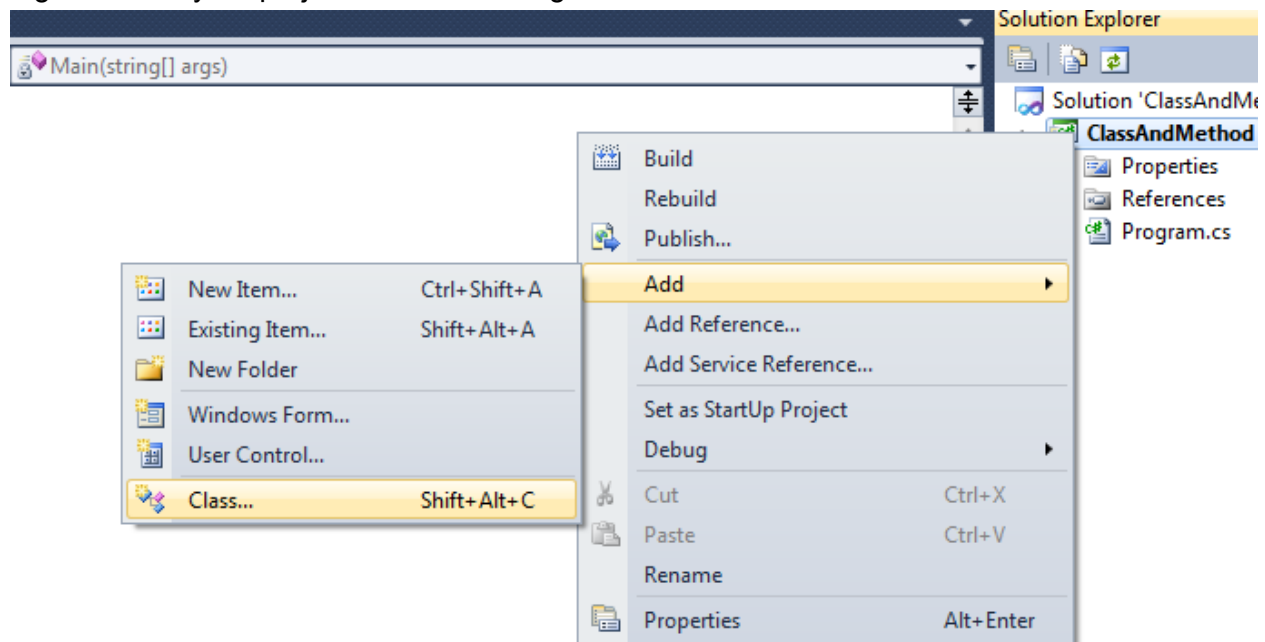 Solution Explorer
Main(string[] args)
Solution 'ClassAndMe
ClassAndMethod
Properties
References
Program.cs
Build
Rebuild
Publish...
Add
Add Reference...
Add Service Reference...
Set as StartUp Project
Debug
Cut Ctrl+X
Paste Ctrl+V
Rename
Properties Alt+Enter
New Item... Ctrl+Shift+A
Existing Item... Shift+Alt+A
New Folder
Windows Form...
User Control...
Class... Shift+Alt+C